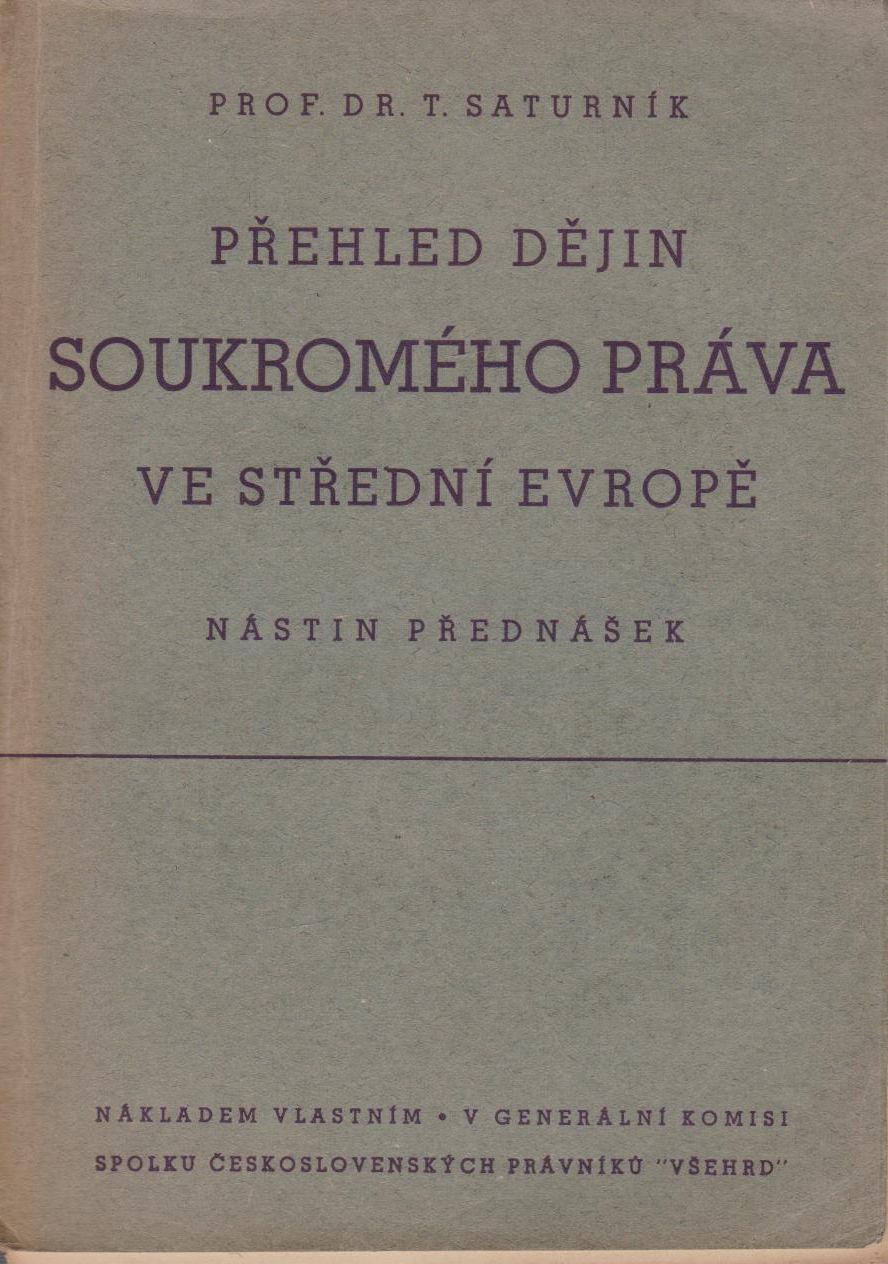 PROF. DR. T. SATURNÍK
PŘEHLED DĚJIN
SOUKROMÉHO PRÁVA
VE STŘEDNÍ EVROPĚ
NÁSTIN PŘEDNÁŠEK
NÁKLADEM VLASTNÍM • V GENERÁLNÍ KOMISI
SPOLKU ČESKOSLOVENSKÝCH PRÁVNÍKŮ "VŠEHRD"